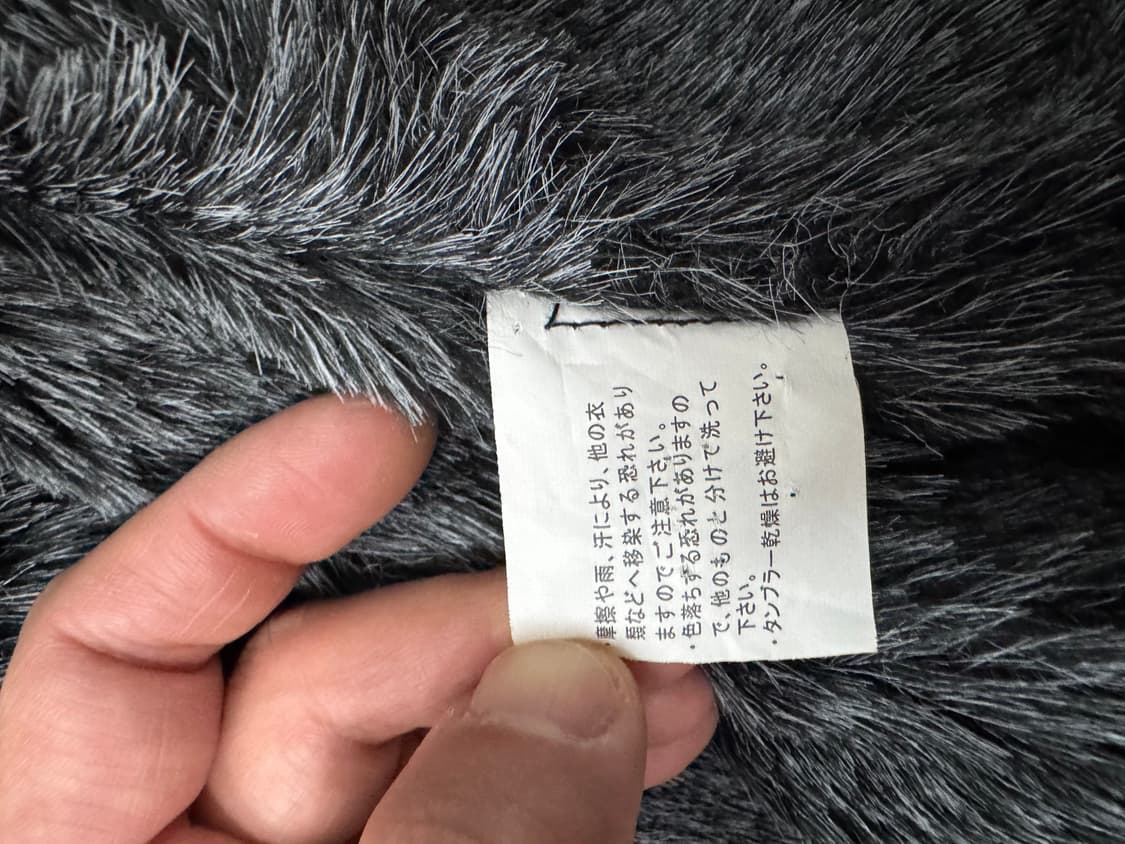 ・摩擦や雨、汗により、他の衣
類などへ移染する恐れがあり
ますのでご注意下さい。
・色落ちする恐れがありますの
で、他のものと分けて洗って
下さい。
・タンブラー乾燥はお避け下さい。